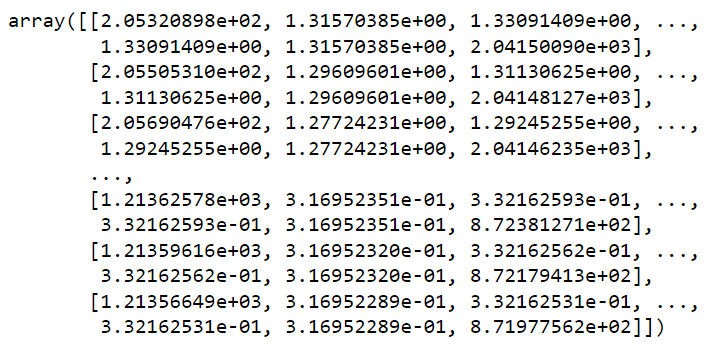 array([[2.05320898e+02, 1.31570385e+00, 1.33091409e+00, ...,
        1.33091409e+00, 1.31570385e+00, 2.04150090e+03],
       [2.05505310e+02, 1.29609601e+00, 1.31130625e+00, ...,
        1.31130625e+00, 1.29609601e+00, 2.04148127e+03],
       [2.05690476e+02, 1.27724231e+00, 1.29245255e+00, ...,
        1.29245255e+00, 1.27724231e+00, 2.04146235e+03],
       ...,
       [1.21362578e+03, 3.16952351e-01, 3.32162593e-01, ...,
        3.32162593e-01, 3.16952351e-01, 8.72381271e+02],
       [1.21359616e+03, 3.16952320e-01, 3.32162562e-01, ...,
        3.32162562e-01, 3.16952320e-01, 8.72179413e+02],
       [1.21356649e+03, 3.16952289e-01, 3.32162531e-01, ...,
        3.32162531e-01, 3.16952289e-01, 8.71977562e+02]])